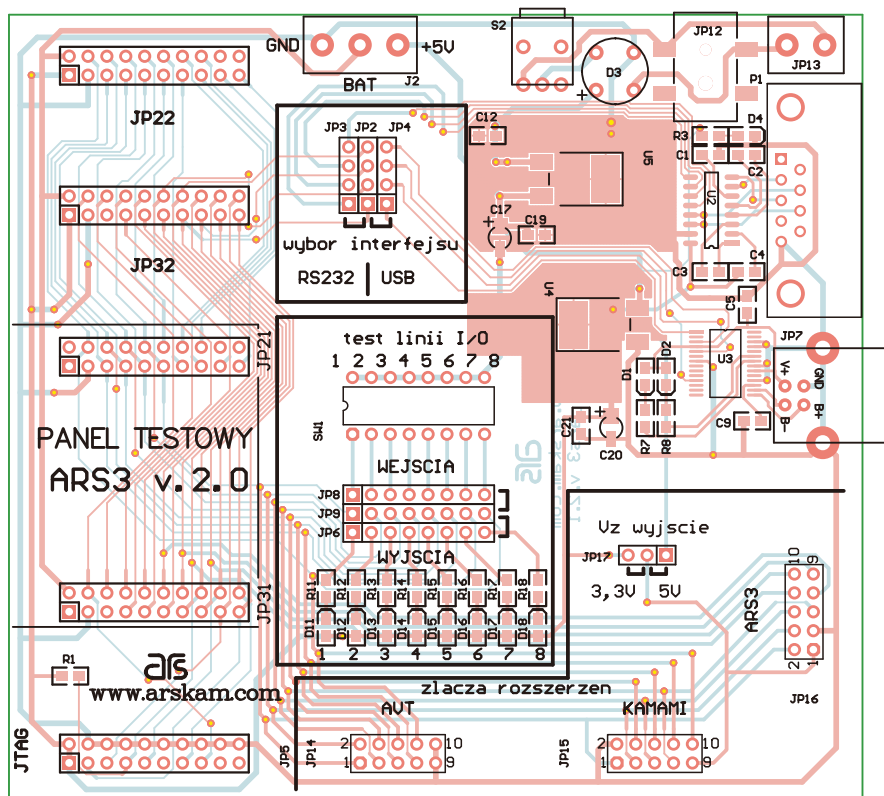 GND
+5V
J2
BAT
S2
D3
+
JP12
P1
JP13
JP22
JP3 JP2 JP4
C12
U5
R3
D4
C1
C2
U2
JP32
C17
+
C19
wybor interfejsu
RS232 | USB
C3
C4
U4
C5
JP7
JP21
test linii I/O
1 2 3 4 5 6 7 8
SW1
D1
D2
U3
V+
GND
B-
B+
PANEL TESTOWY
ARS3 v.2.0
C21
+
C20
R7
R8
C9
ars
WEJSCIA
JP8
JP9
JP6
WYJSCIA
Vz wyjscie
JP17
3,3V 5V
R11 R12 R13 R14 R15 R16 R17 R18
D11 D12 D13 D14 D15 D16 D17 D18
1 2 3 4 5 6 7 8
JP31
10 9
ARS3
2 1
JP16
R1
ars
www.arskam.com
zlacza rozszerzen
AVT
KAMAMI
JTAG
JP5
JP14
2 10
1 9
JP15
2 10
1 9